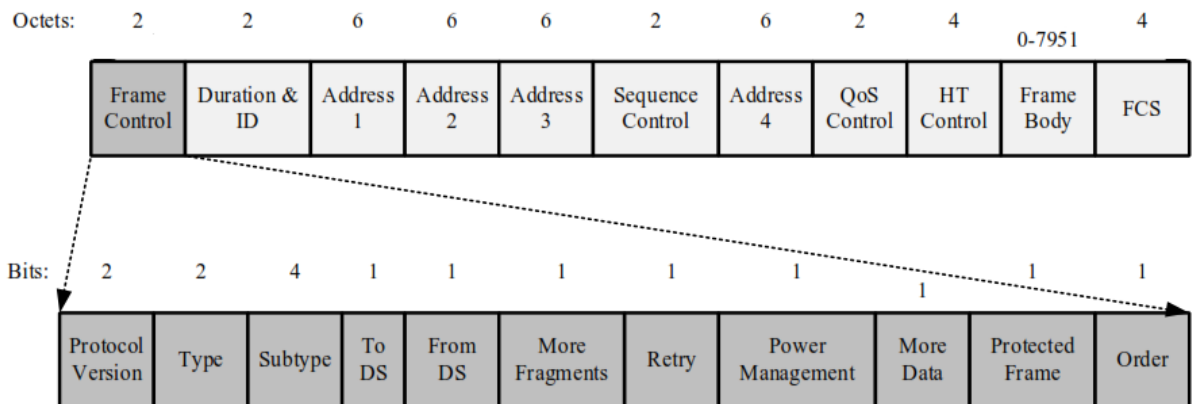 Octets: 2 2 6 6 6 2 6 2 4 0-7951 4
Frame Control
Duration & ID
Address 1
Address 2
Address 3
Sequence Control
Address 4
QoS Control
HT Control
Frame Body
FCS
Bits: 2 2 4 1 1 1 1 1 1 1 1
Protocol Version
Type
Subtype
To DS
From DS
More Fragments
Retry
Power Management
More Data
Protected Frame
Order